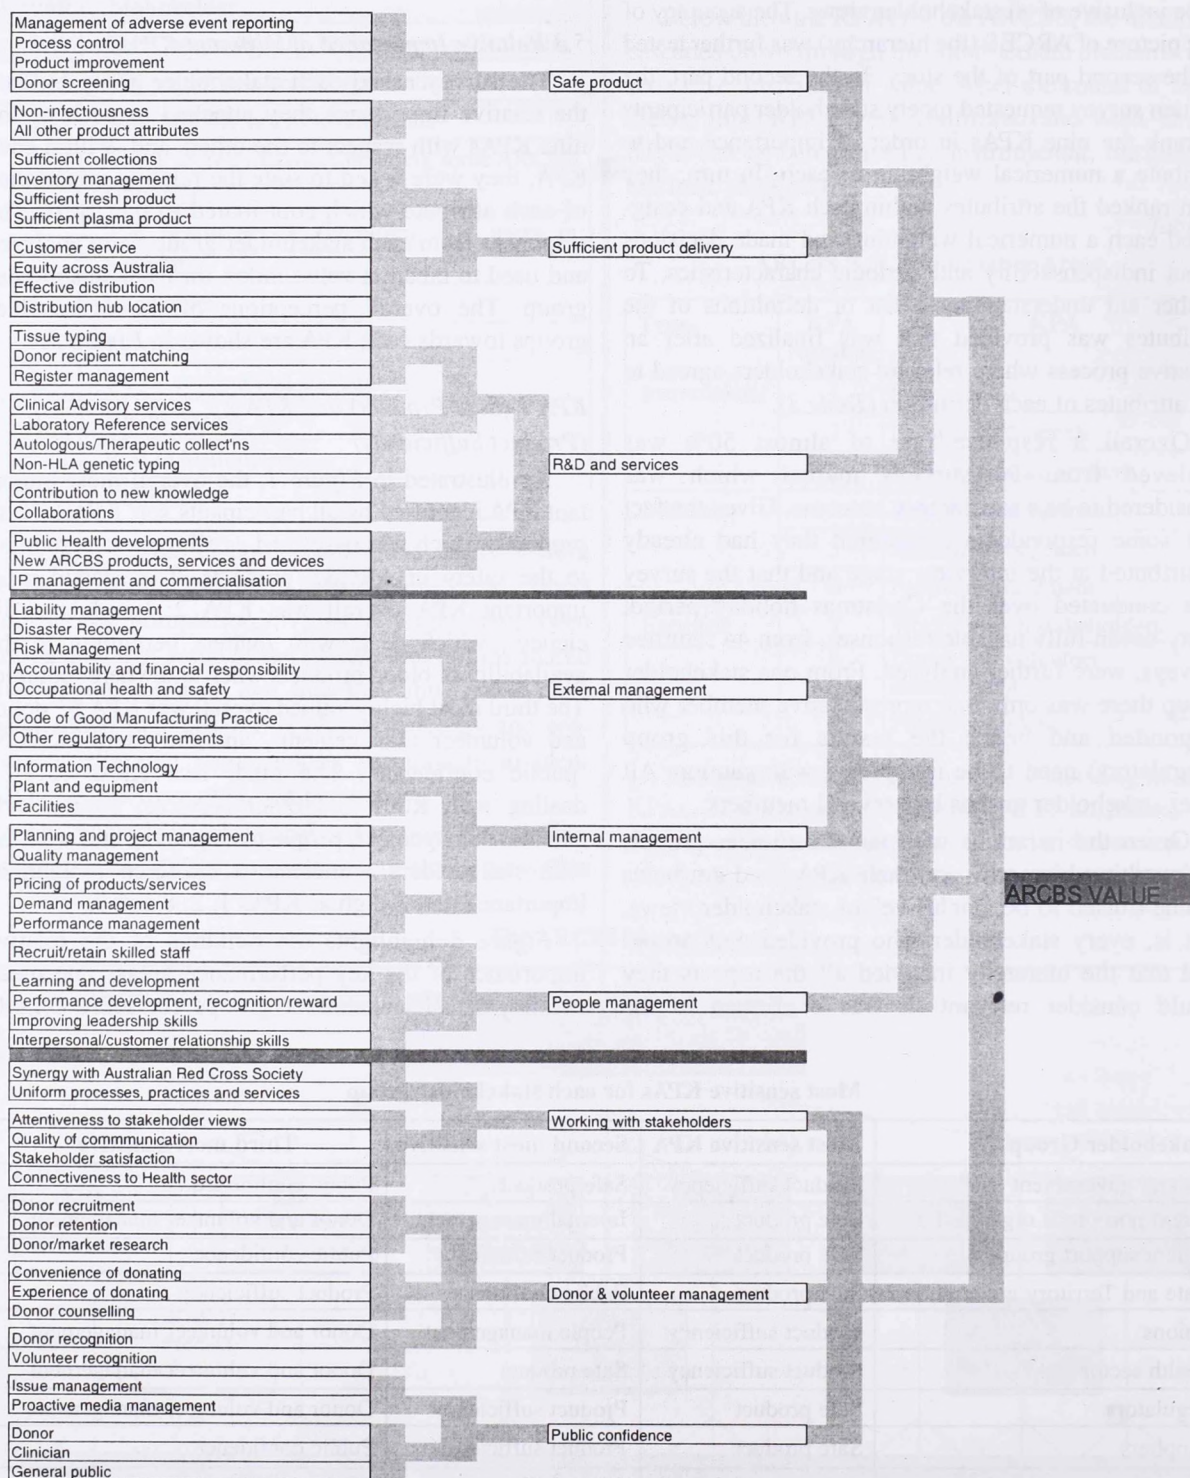 Management of adverse event reporting
Process control
Product improvement
Donor screening
Non-infectiousness
All other product attributes
Safe product
Sufficient collections
Inventory management
Sufficient fresh product
Sufficient plasma product
Customer service
Equity across Australia
Effective distribution
Distribution hub location
Sufficient product delivery
Tissue typing
Donor recipient matching
Register management
Clinical Advisory services
Laboratory Reference services
Autologous/Therapeutic collect'ns
Non-HLA genetic typing
Contribution to new knowledge
Collaborations
Public Health developments
New ARCBS products, services and devices
IP management and commercialisation
R&D and services
Liability management
Disaster Recovery
Risk Management
Accountability and financial responsibility
Occupational health and safety
Code of Good Manufacturing Practice
Other regulatory requirements
External management
Information Technology
Plant and equipment
Facilities
Planning and project management
Quality management
Pricing of products/services
Demand management
Performance management
Internal management
Recruit/retain skilled staff
Learning and development
Performance development, recognition/reward
Improving leadership skills
Interpersonal/customer relationship skills
People management
Synergy with Australian Red Cross Society
Uniform processes, practices and services
Attentiveness to stakeholder views
Quality of commmunication
Stakeholder satisfaction
Connectiveness to Health sector
Working with stakeholders
Donor recruitment
Donor retention
Donor/market research
Convenience of donating
Experience of donating
Donor counselling
Donor recognition
Volunteer recognition
Donor & volunteer management
Issue management
Proactive media management
Donor
Clinician
General public
Public confidence
ARCBS VALUE